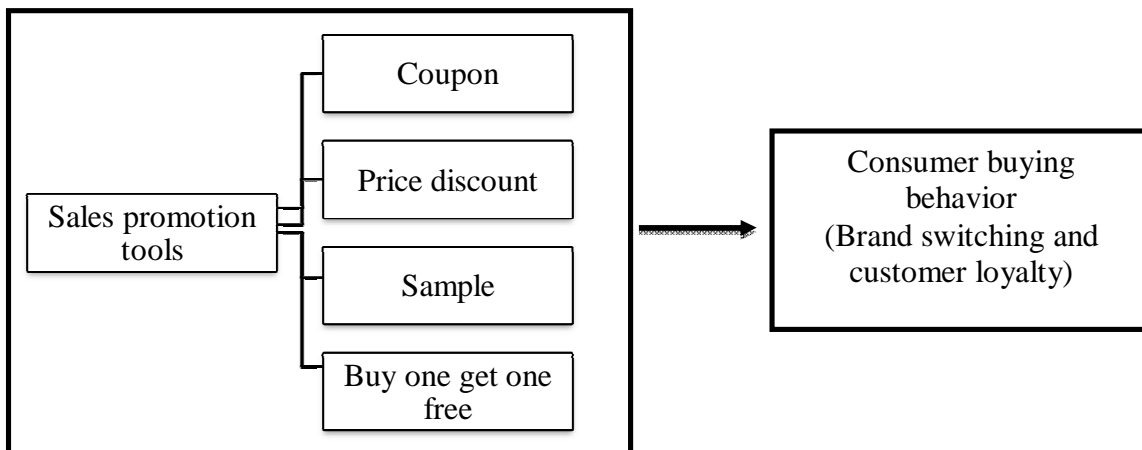 Coupon
Price discount
Sales promotion
tools
Sample
Buy one get one
free
Consumer buying
behavior
(Brand switching and
customer loyalty)